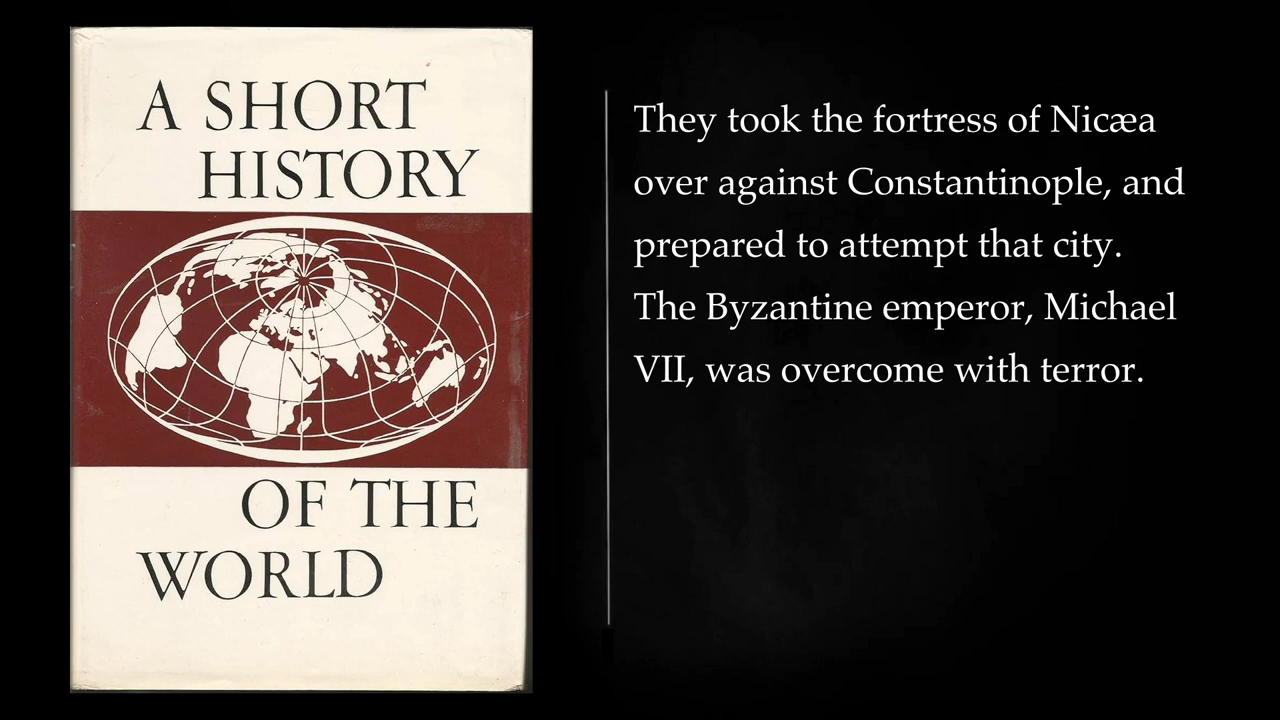 A SHORT
HISTORY
OF THE
WORLD
They took the fortress of Nicæa
over against Constantinople, and
prepared to attempt that city.
The Byzantine emperor, Michael
VII, was overcome with terror.